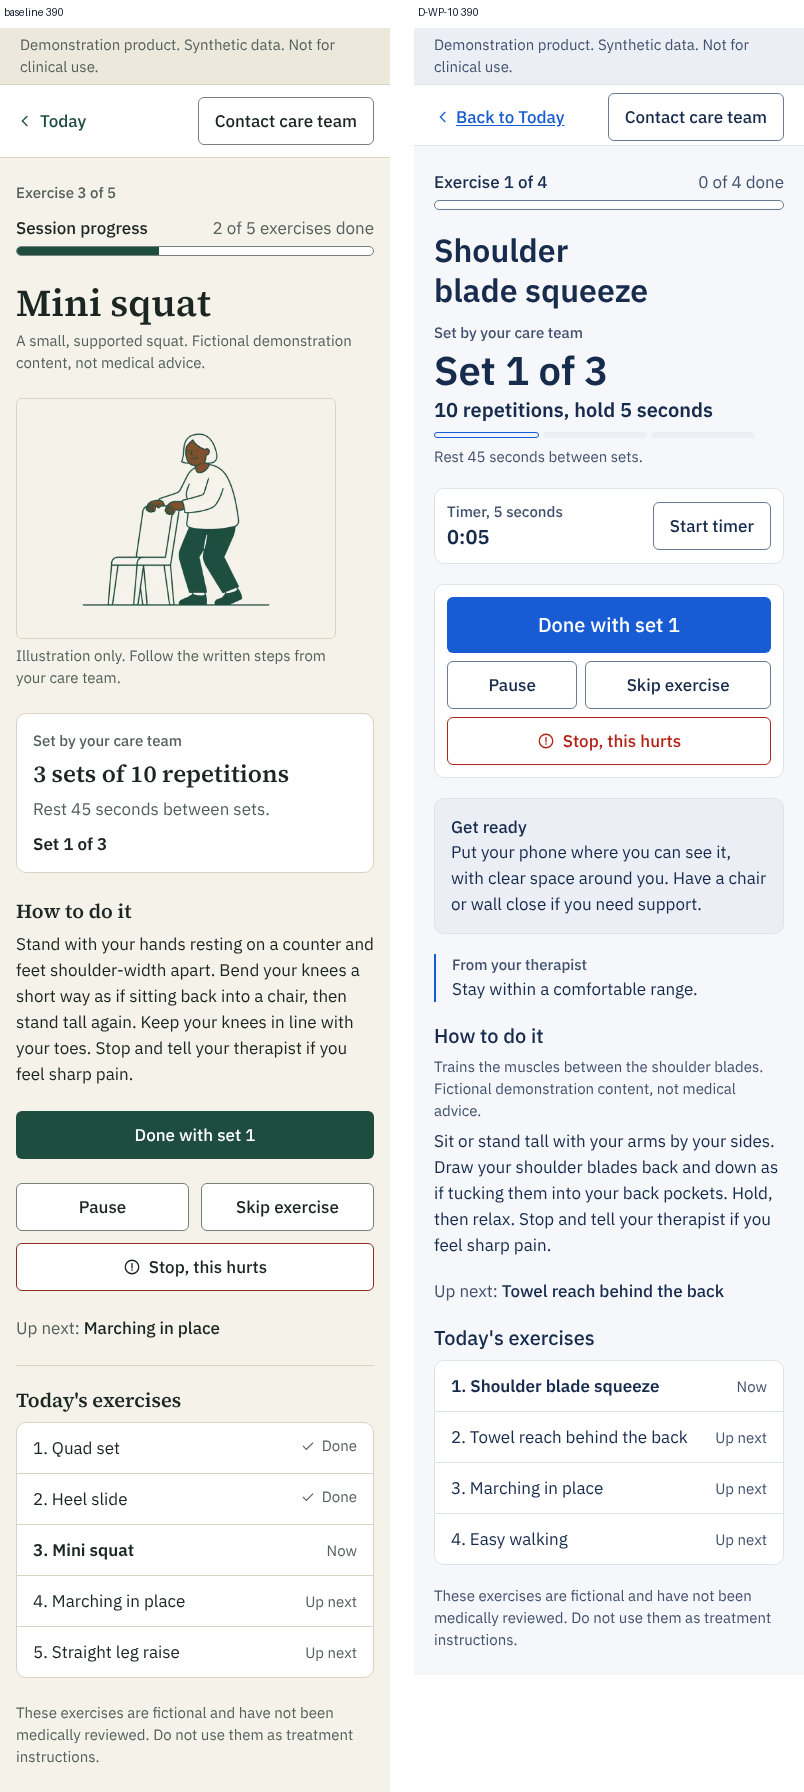 baseline 390
Demonstration product. Synthetic data. Not for
clinical use.
Today
Contact care team
Exercise 3 of 5
Session progress
2 of 5 exercises done
Mini squat
A small, supported squat. Fictional demonstration
content, not medical advice.
Illustration only. Follow the written steps from
your care team.
Set by your care team
3 sets of 10 repetitions
Rest 45 seconds between sets.
Set 1 of 3
How to do it
Stand with your hands resting on a counter and
feet shoulder-width apart. Bend your knees a
short way as if sitting back into a chair, then
stand tall again. Keep your knees in line with
your toes. Stop and tell your therapist if you
feel sharp pain.
Done with set 1
Pause
Skip exercise
Stop, this hurts
Up next: Marching in place
Today's exercises
1. Quad set
Done
2. Heel slide
Done
3. Mini squat
Now
4. Marching in place
Up next
5. Straight leg raise
Up next
These exercises are fictional and have not been
medically reviewed. Do not use them as treatment
instructions.
D-WP-10 390
Demonstration product. Synthetic data. Not for
clinical use.
Back to Today
Contact care team
Exercise 1 of 4
0 of 4 done
Shoulder
blade squeeze
Set by your care team
Set 1 of 3
10 repetitions, hold 5 seconds
Rest 45 seconds between sets.
Timer, 5 seconds
0:05
Start timer
Done with set 1
Pause
Skip exercise
Stop, this hurts
Get ready
Put your phone where you can see it,
with clear space around you. Have a chair
or wall close if you need support.
From your therapist
Stay within a comfortable range.
How to do it
Trains the muscles between the shoulder blades.
Fictional demonstration content, not medical
advice.
Sit or stand tall with your arms by your sides.
Draw your shoulder blades back and down as
if tucking them into your back pockets. Hold,
then relax. Stop and tell your therapist if you
feel sharp pain.
Up next: Towel reach behind the back
Today's exercises
1. Shoulder blade squeeze
Now
2. Towel reach behind the back
Up next
3. Marching in place
Up next
4. Easy walking
Up next
These exercises are fictional and have not been
medically reviewed. Do not use them as treatment
instructions.